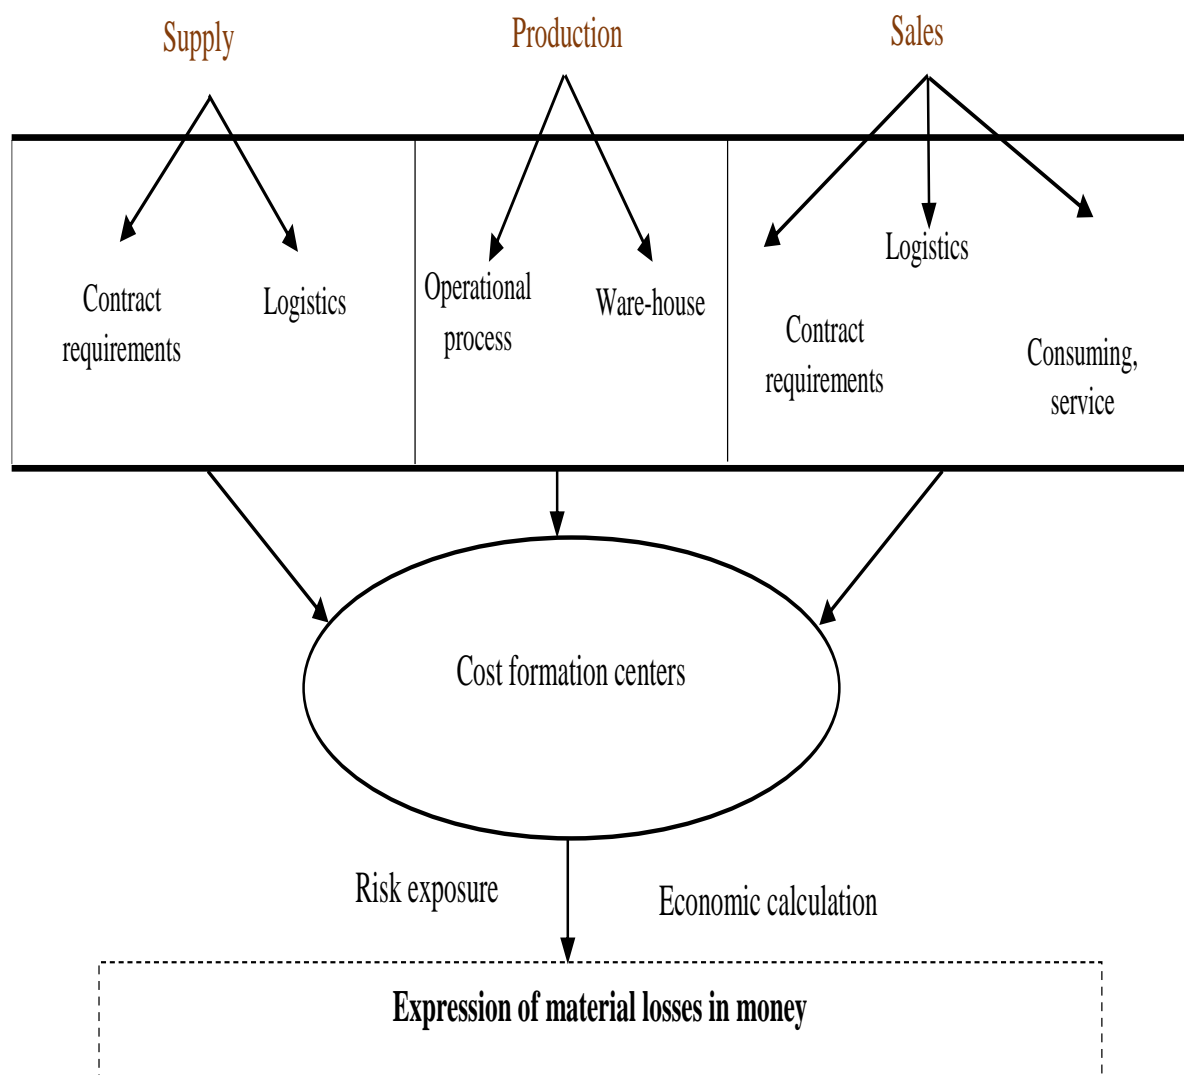 Supply
Production
Sales
Contract
requirements
Logistics
Operational
process
Ware-house
Contract
requirements
Logistics
Consuming,
service
Cost formation centers
Risk exposure
Economic calculation
Expression of material losses in money